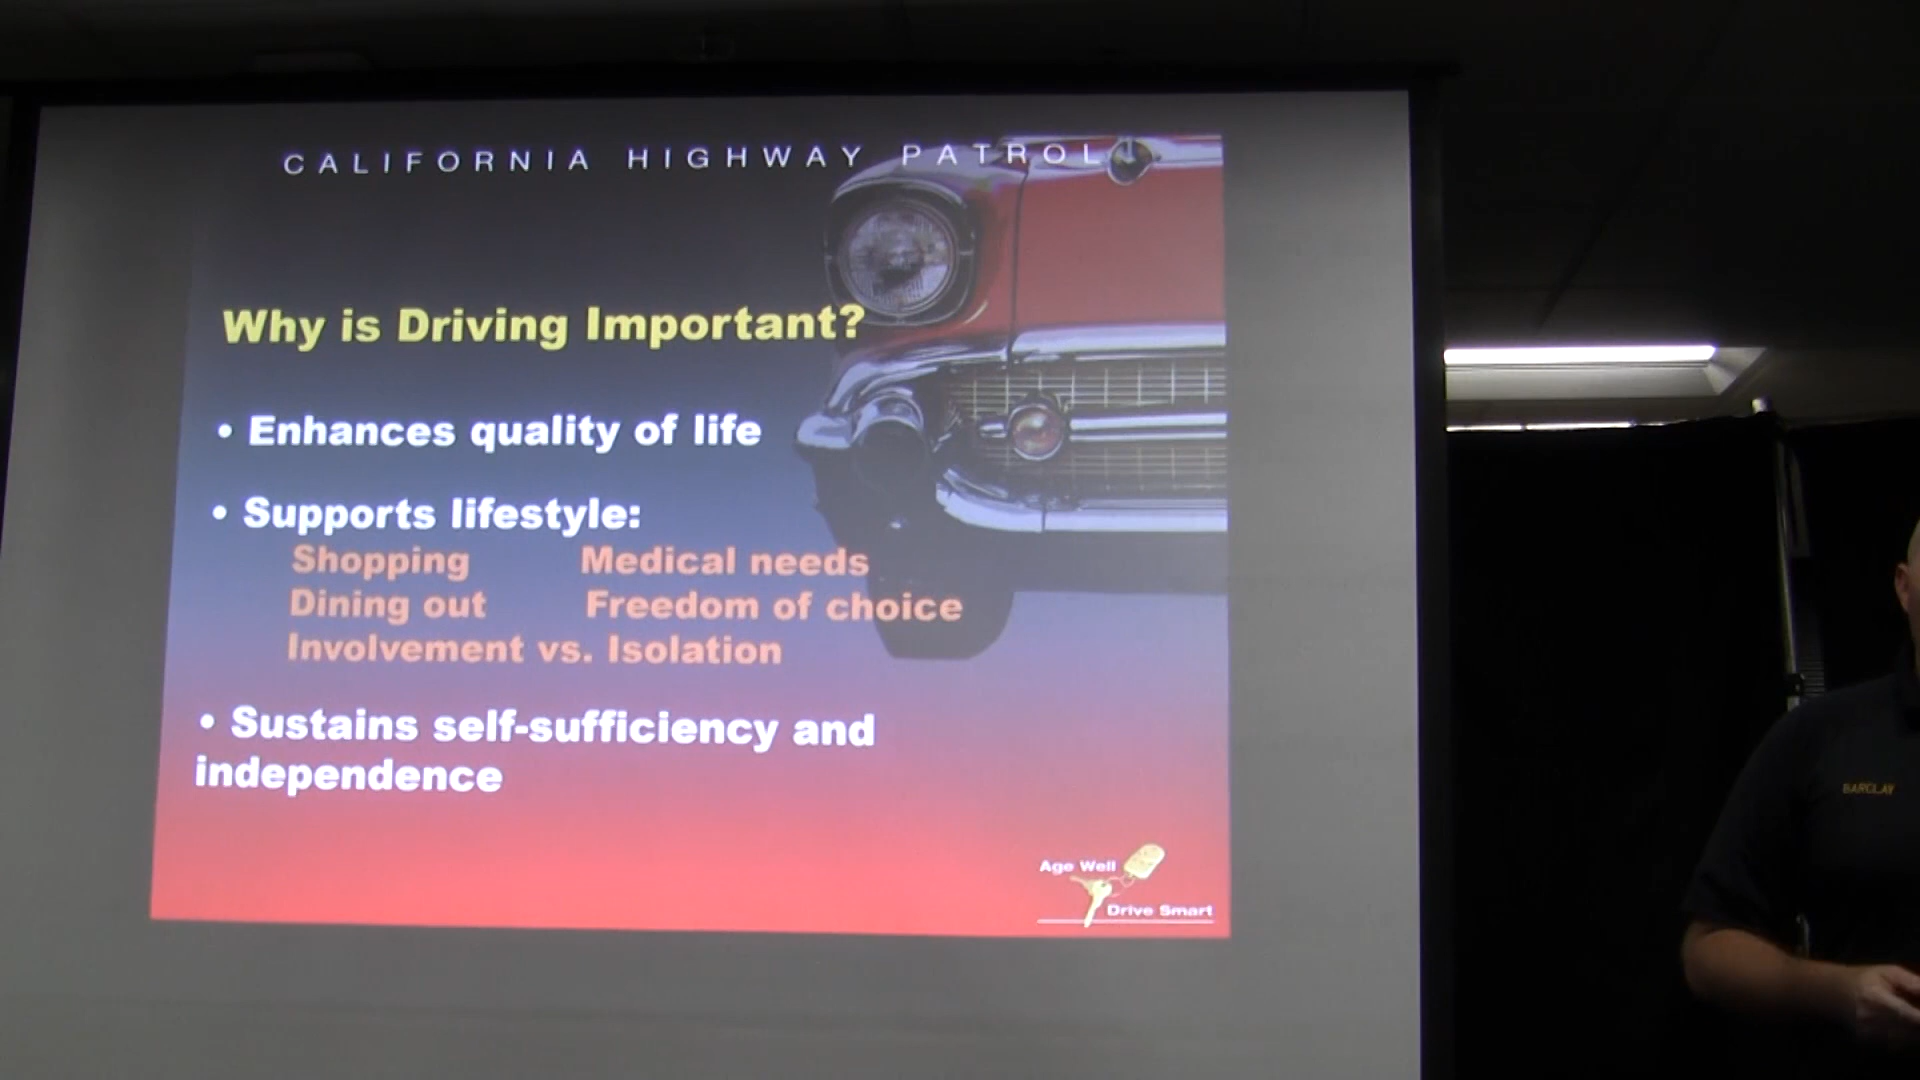 CALIFORNIA HIGHWAY PATROL
Why is Driving Important?
• Enhances quality of life
• Supports lifestyle:
Shopping Medical needs
Dining out Freedom of choice
Involvement vs. Isolation
• Sustains self-sufficiency and
independence
Age Well
Drive Smart
BARCLAY